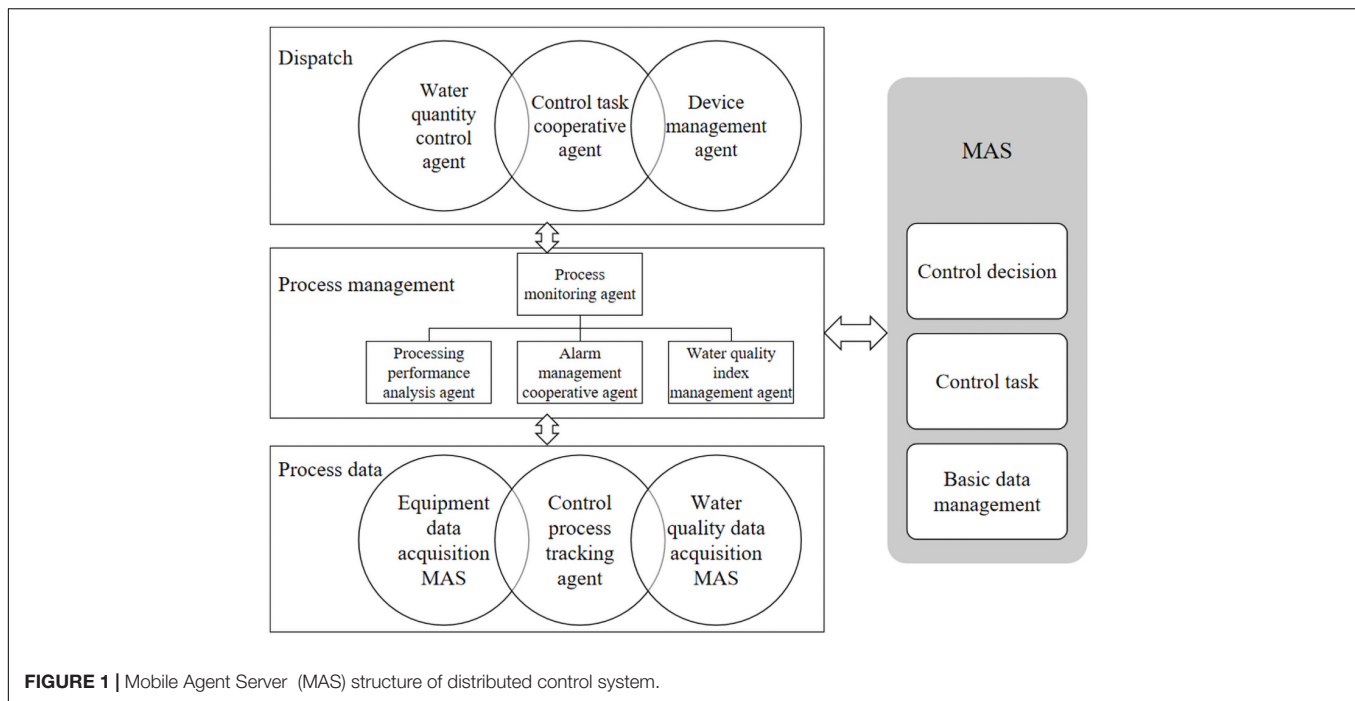 Dispatch
Water
quantity
control
agent
Control task
cooperative
agent
Device
management
agent
Process management
Process
monitoring agent
Processing
performance
analysis agent
Alarm
management
cooperative agent
Water quality
index
management agent
Process data
Equipment
data
acquisition
MAS
Control
process
tracking
agent
Water
quality data
acquisition
MAS
MAS
Control decision
Control task
Basic data
management
FIGURE 1 | Mobile Agent Server (MAS) structure of distributed control system.